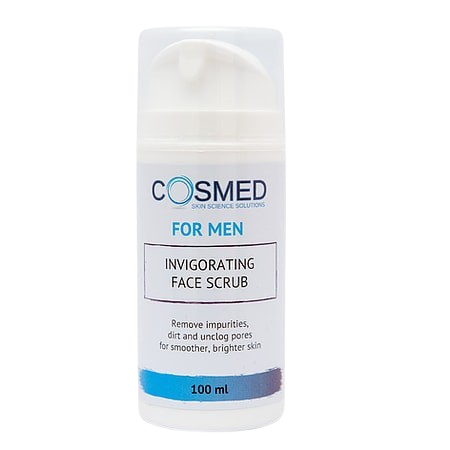 COSMED
SKIN SCIENCE SOLUTIONS
FOR MEN
INVIGORATING
FACE SCRUB
Remove impurities,
dirt and unclog pores
for smoother, brighter skin
100 ml